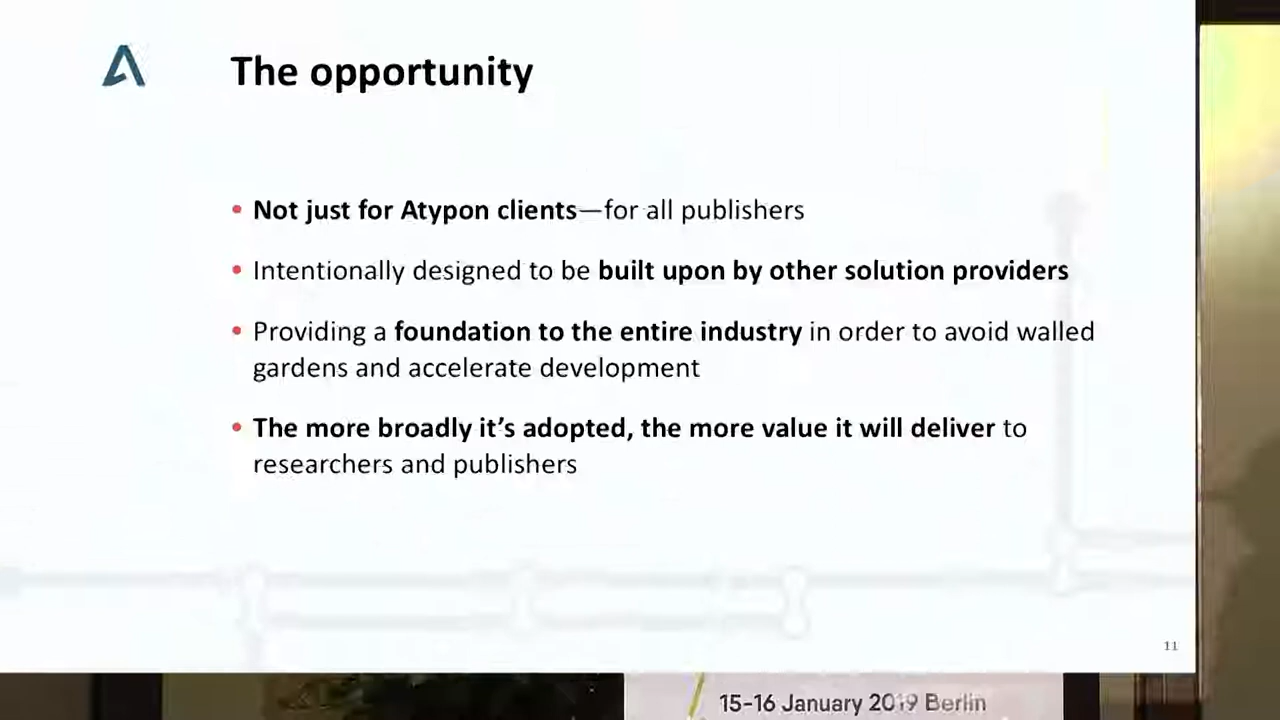 The opportunity
• Not just for Atypon clients—for all publishers
• Intentionally designed to be built upon by other solution providers
• Providing a foundation to the entire industry in order to avoid walled
gardens and accelerate development
• The more broadly it's adopted, the more value it will deliver to
researchers and publishers
11
15-16 January 2019 Berlin